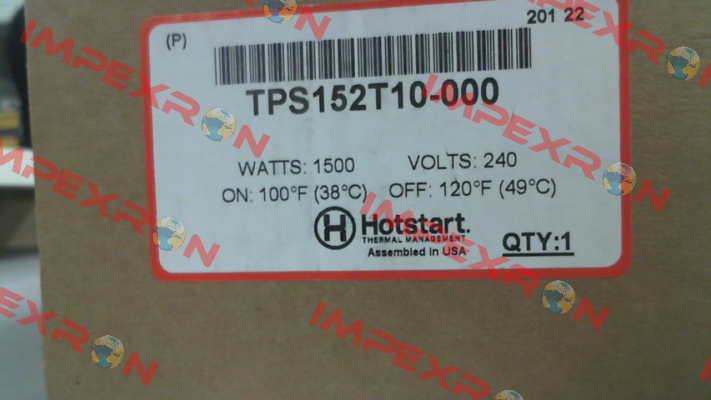 201 22
(P)
TPS152T10-000
WATTS: 1500 VOLTS: 240
ON: 100°F (38°C) OFF: 120°F (49°C)
H Hotstart.
THERMAL MANAGEMENT
Assembled in USA
QTY:1
IMPEXRON
IMPEXRON
IMPEXRON
IMPEXRON
IMPEXRON
IMPEXRON